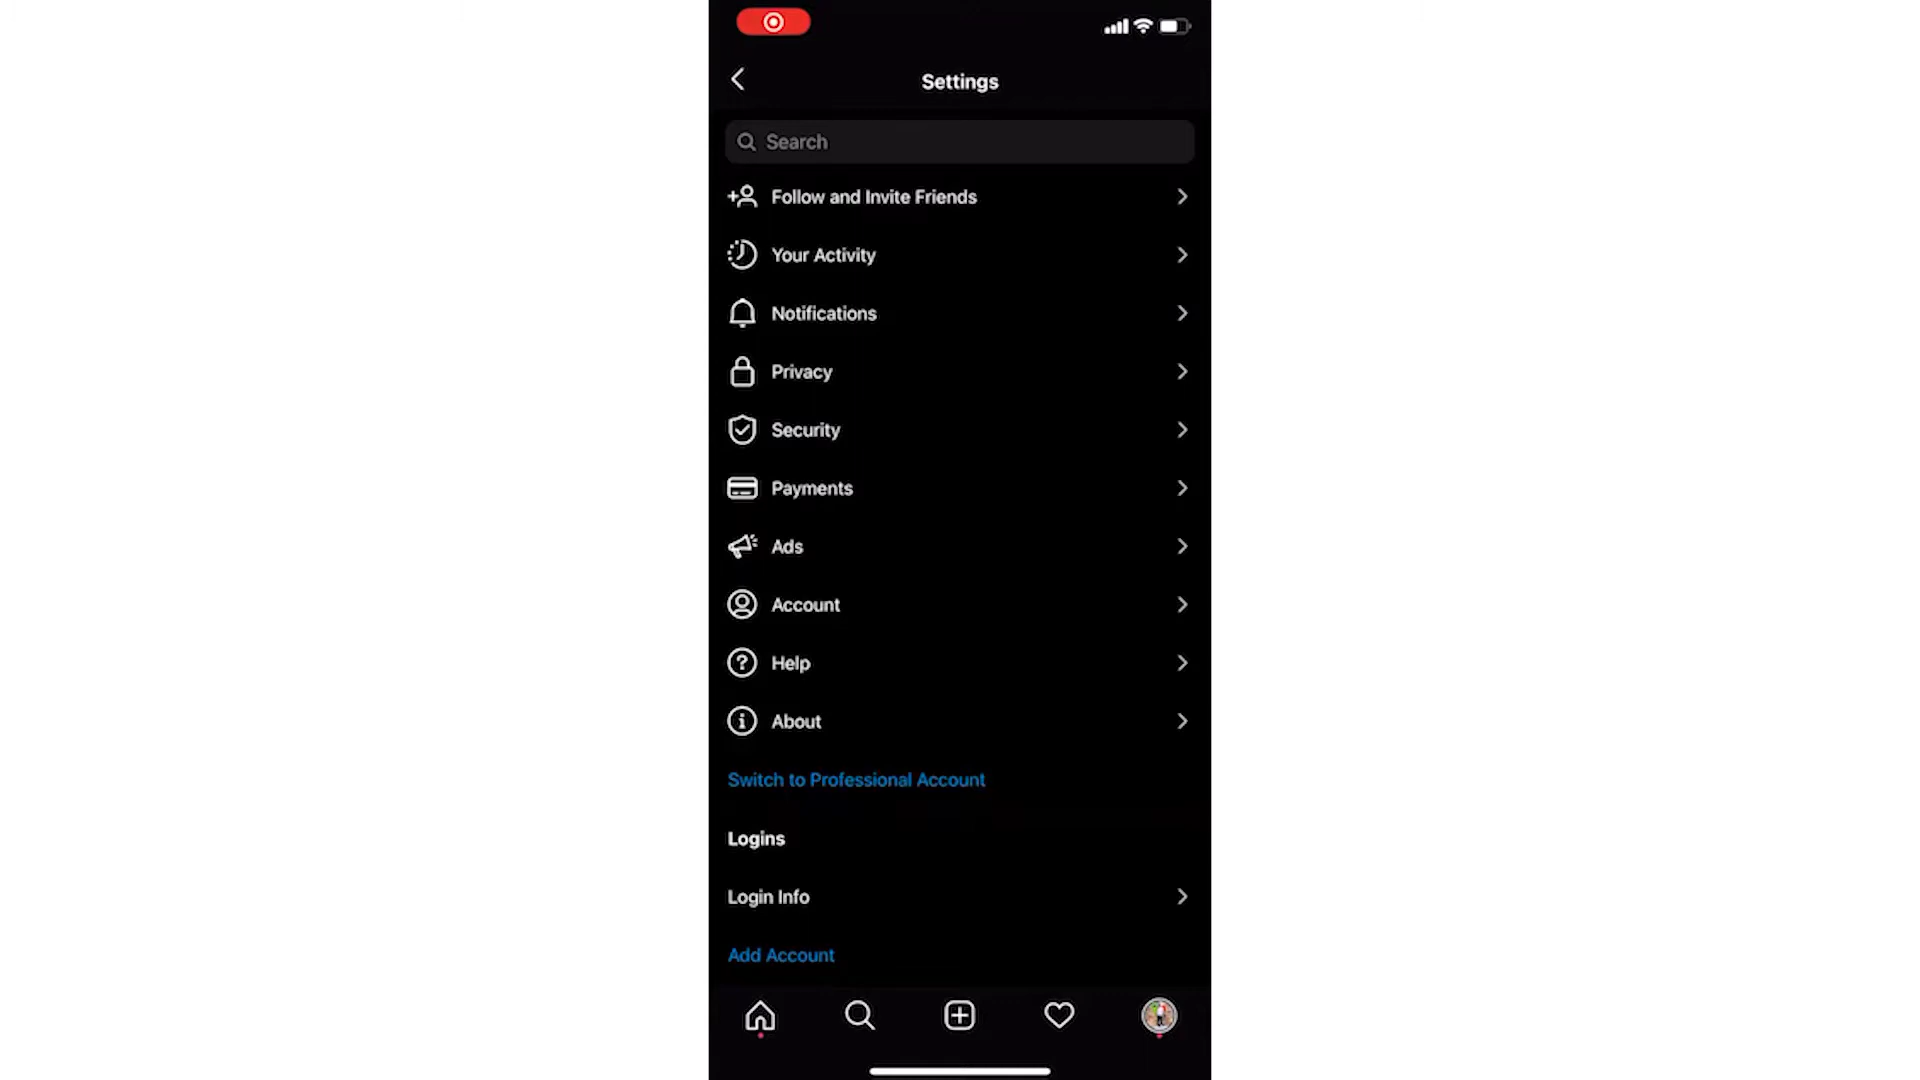 Settings
Search
Follow and Invite Friends
Your Activity
Notifications
Privacy
Security
Payments
Ads
Account
Help
About
Switch to Professional Account
Logins
Login Info
Add Account